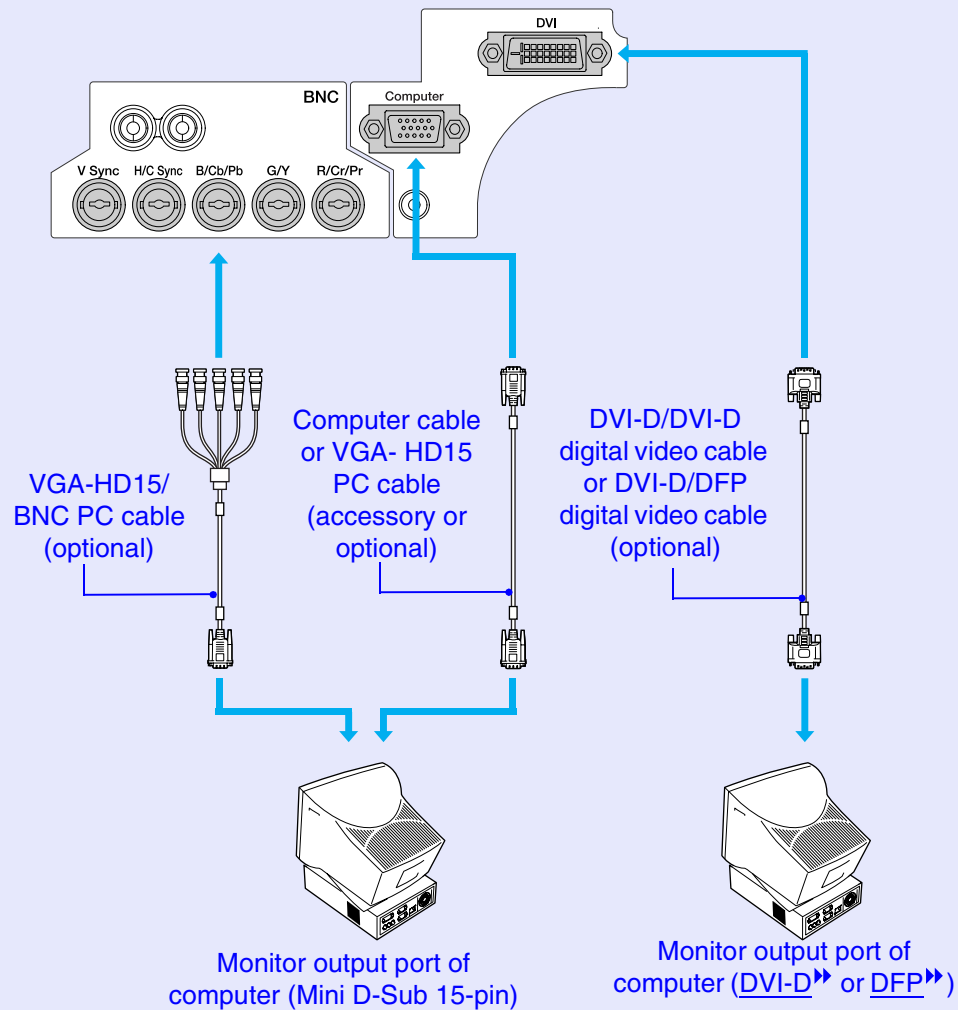 DVI
BNC
Computer
V Sync
H/C Sync
B/Cb/Pb
G/Y
R/Cr/Pr
VGA-HD15/
BNC PC cable
(optional)
Computer cable
or VGA- HD15
PC cable
(accessory or
optional)
DVI-D/DVI-D
digital video cable
or DVI-D/DFP
digital video cable
(optional)
Monitor output port of
computer (Mini D-Sub 15-pin)
Monitor output port of
computer (DVI-D or DFP)